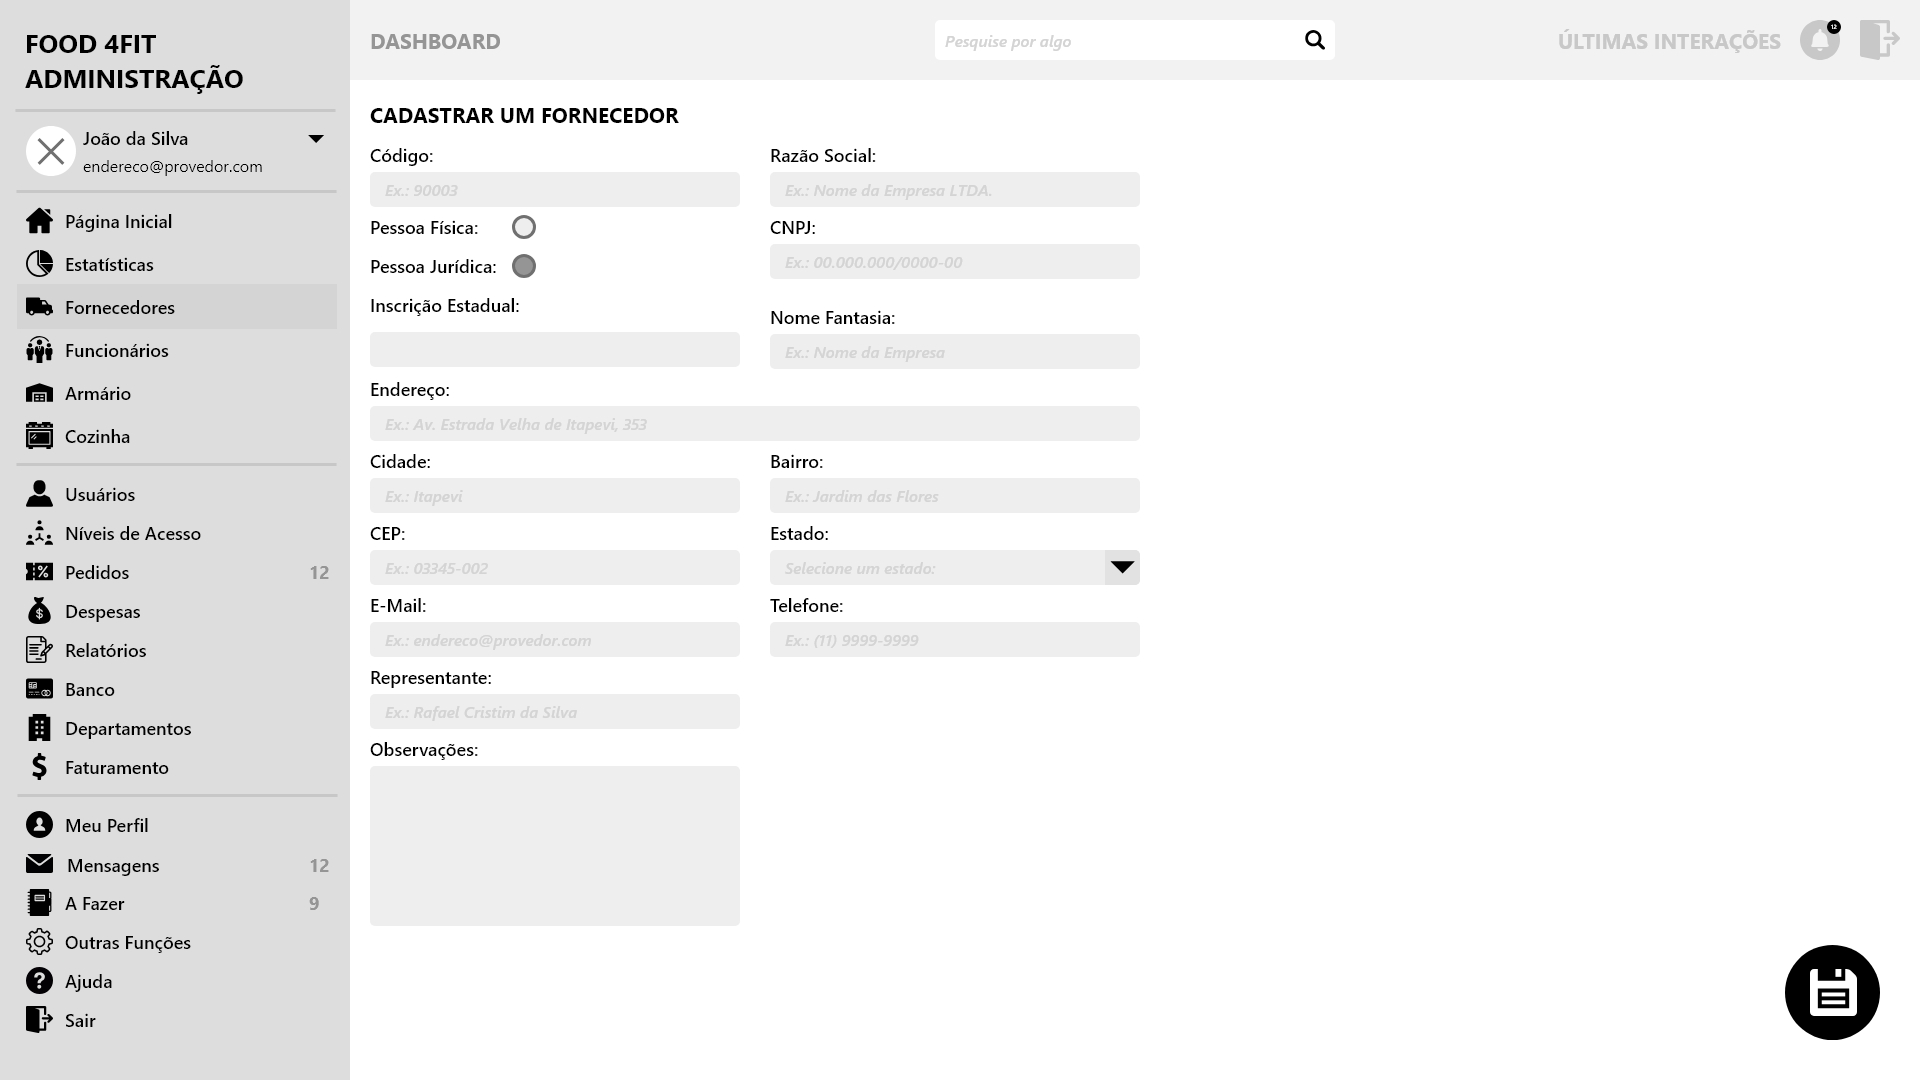 FOOD 4FIT
ADMINISTRAÇÃO
João da Silva
endereco@provedor.com
Página Inicial
Estatísticas
Fornecedores
Funcionários
Armário
Cozinha
Usuários
Níveis de Acesso
Pedidos 12
Despesas
Relatórios
Banco
Departamentos
Faturamento
Meu Perfil
Mensagens 12
A Fazer 9
Outras Funções
Ajuda
Sair
DASHBOARD
Pesquise por algo
ÚLTIMAS INTERAÇÕES
12
CADASTRAR UM FORNECEDOR
Código:
Ex.: 90003
Razão Social:
Ex.: Nome da Empresa LTDA.
Pessoa Física:
Pessoa Jurídica:
CNPJ:
Ex.: 00.000.000/0000-00
Inscrição Estadual:
Nome Fantasia:
Ex.: Nome da Empresa
Endereço:
Ex.: Av. Estrada Velha de Itapevi, 353
Cidade:
Ex.: Itapevi
Bairro:
Ex.: Jardim das Flores
CEP:
Ex.: 03345-002
Estado:
Selecione um estado:
E-Mail:
Ex.: endereco@provedor.com
Telefone:
Ex.: (11) 9999-9999
Representante:
Ex.: Rafael Cristim da Silva
Observações: